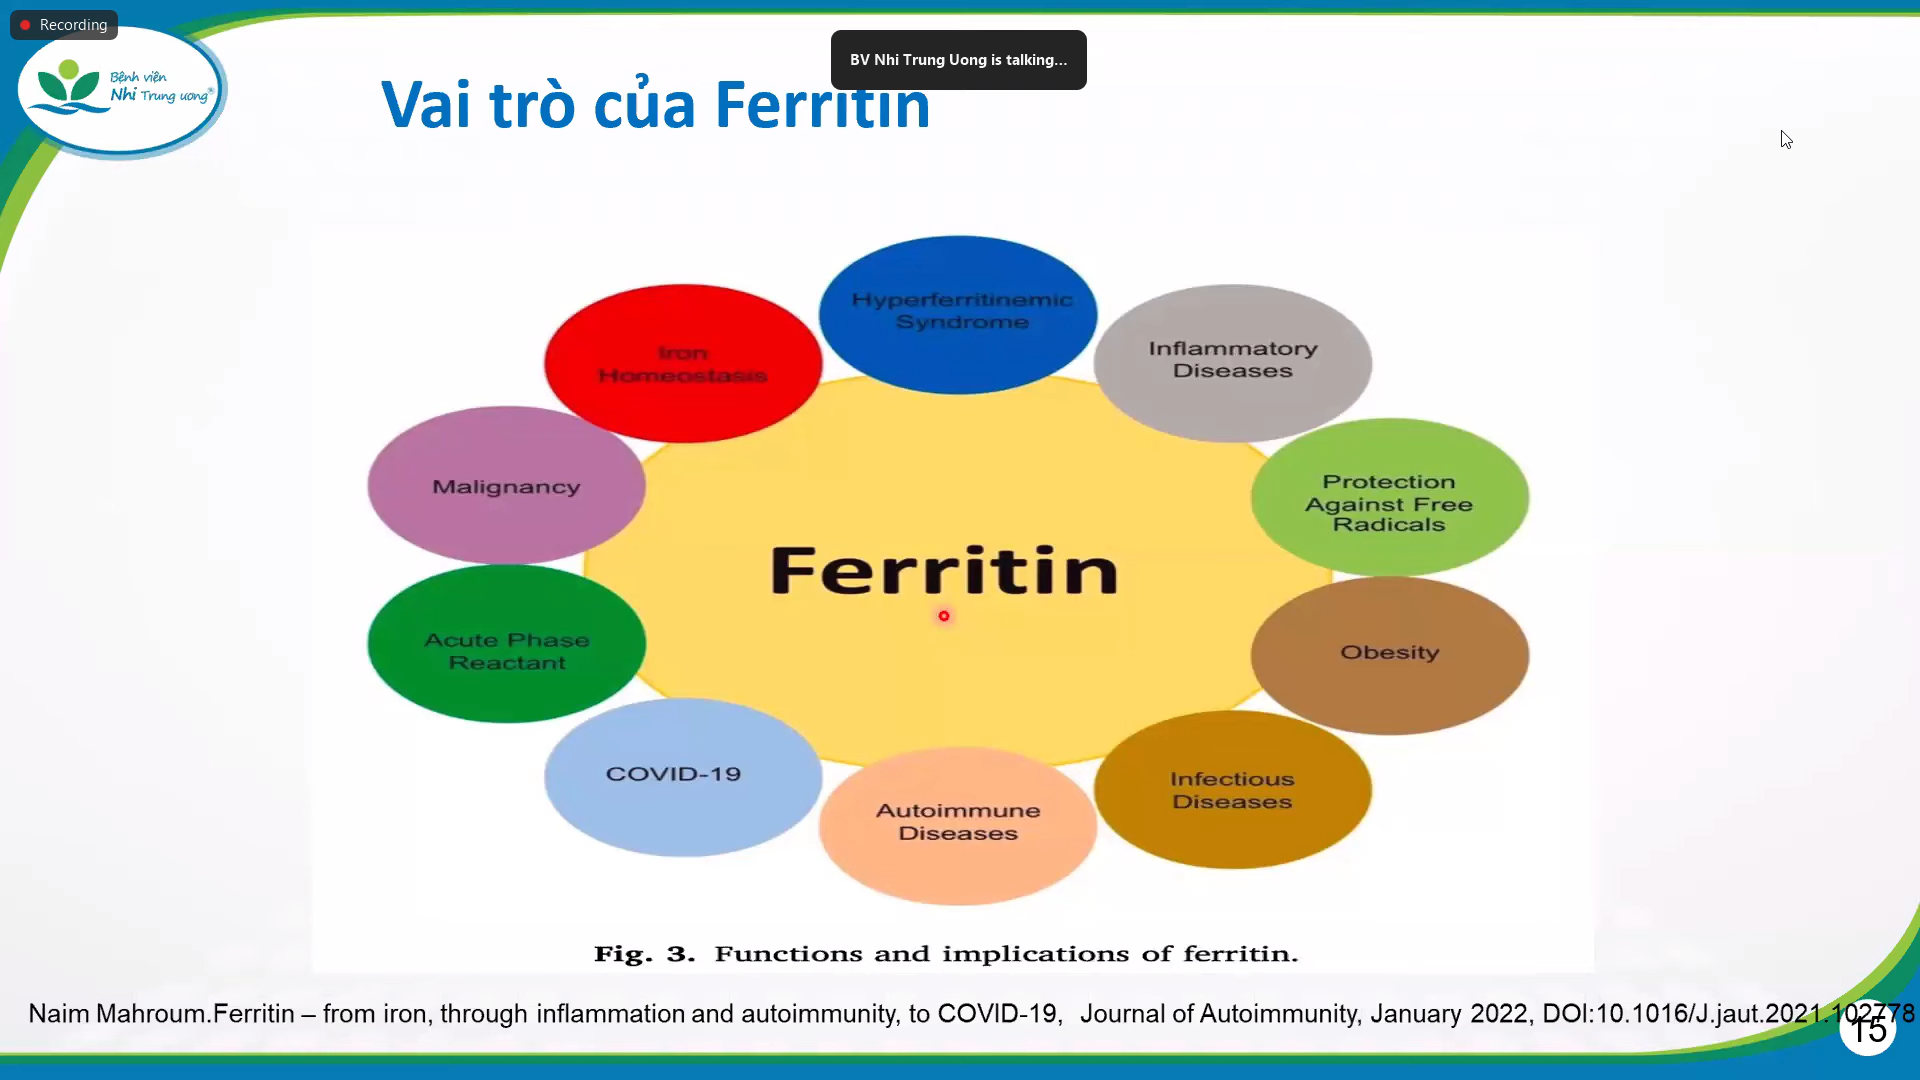 Recording
BV Nhi Trung Uong is talking...
Bệnh viện
Nhi Trung ương®
Vai trò của Ferritin
Hyperferritinemic
Syndrome
Iron
Homeostasis
Inflammatory
Diseases
Malignancy
Protection
Against Free
Radicals
Ferritin
Acute Phase
Reactant
Obesity
COVID-19
Autoimmune
Diseases
Infectious
Diseases
Fig. 3. Functions and implications of ferritin.
Naim Mahroum.Ferritin – from iron, through inflammation and autoimmunity, to COVID-19, Journal of Autoimmunity, January 2022, DOI:10.1016/J.jaut.2021.102778
15